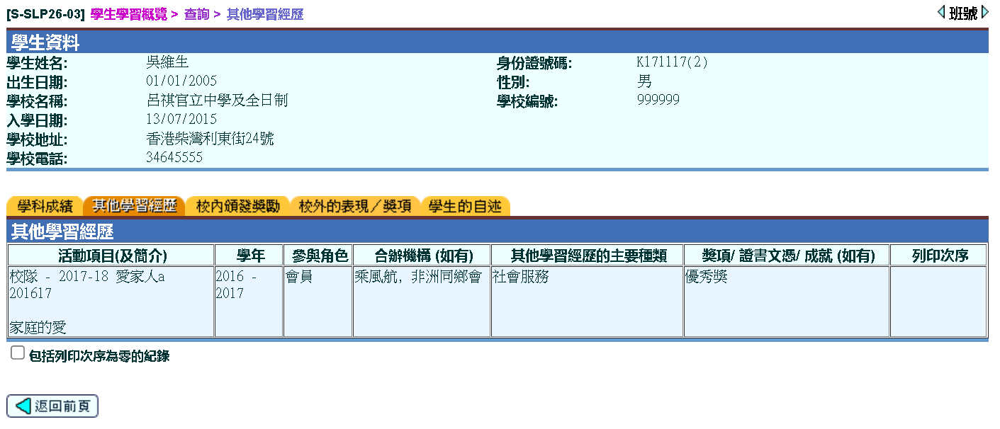 [S-SLP26-03] 學生學習概覽 > 查詢 > 其他學習經歷
班號
學生資料
學生姓名: 吳維生 身份證號碼: K171117(2)
出生日期: 01/01/2005 性別: 男
學校名稱: 呂祺官立中學及全日制 學校編號: 999999
入學日期: 13/07/2015
學校地址: 香港柴灣利東街24號
學校電話: 34645555
學科成績 其他學習經歷 校內頒發獎勵 校外的表現／獎項 學生的自述
其他學習經歷
活動項目(及簡介) 學年 參與角色 合辦機構 (如有) 其他學習經歷的主要種類 獎項/ 證書文憑/ 成就 (如有) 列印次序
校隊 - 2017-18 愛家人a 2016 - 會員 乘風航, 非洲同鄉會 社會服務 優秀獎
201617 2017
家庭的愛
包括列印次序為零的紀錄
返回前頁